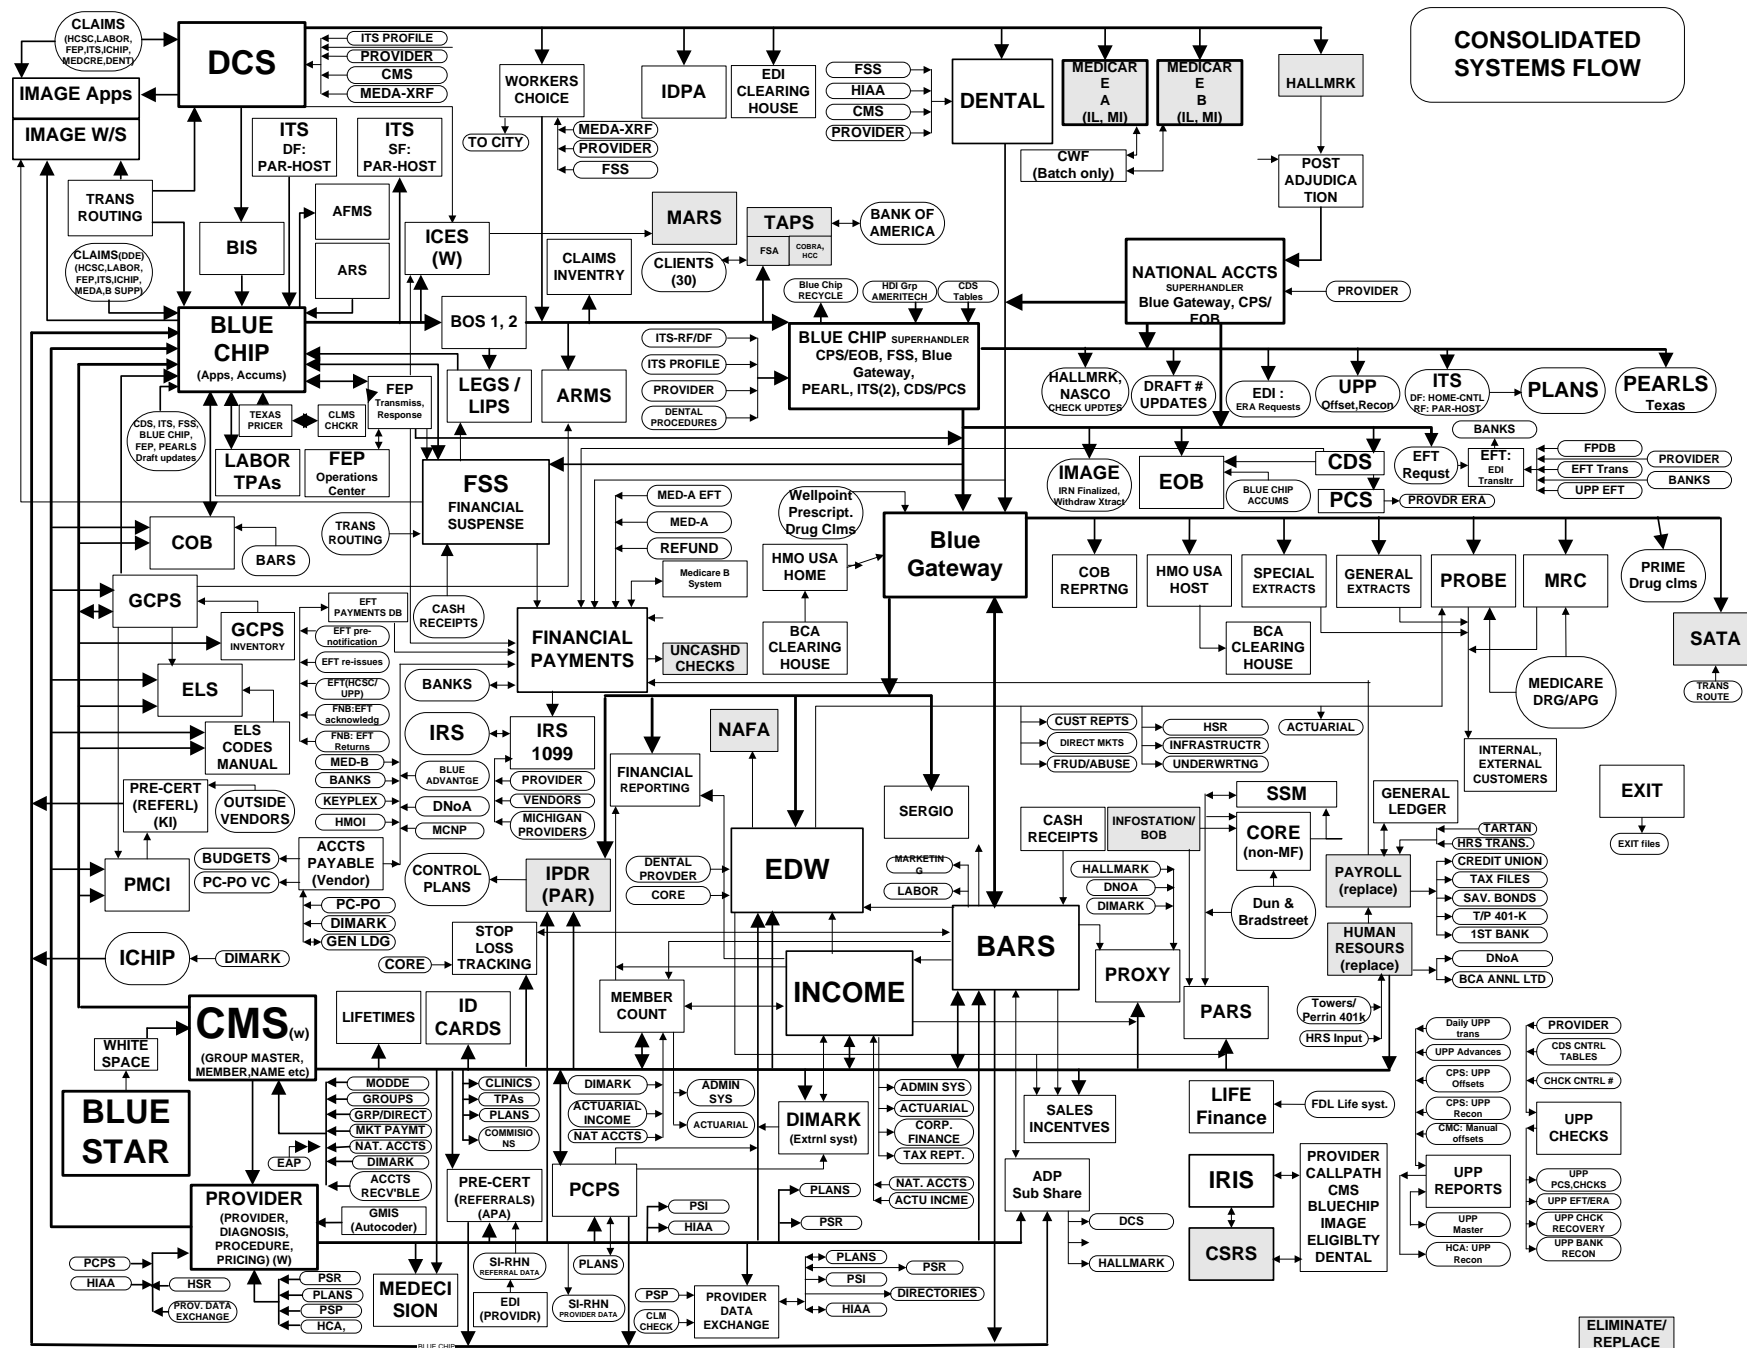 CONSOLIDATED
SYSTEMS FLOW
CLAIMS
(HCSC,LABOR,
FEP,ITS,ICHIP,
MEDCRE,DENT)
DCS
ITS PROFILE
PROVIDER
CMS
MEDA-XRF
IMAGE Apps
IMAGE W/S
WORKERS
CHOICE
TO CITY
MEDA-XRF
PROVIDER
FSS
IDPA
EDI
CLEARING
HOUSE
FSS
HIAA
CMS
PROVIDER
DENTAL
MEDICAR
E
A
(IL, MI)
MEDICAR
E
B
(IL, MI)
CWF
(Batch only)
HALLMRK
POST
ADJUDICA
TION
TRANS
ROUTING
ITS
DF:
PAR-HOST
ITS
SF:
PAR-HOST
AFMS
ARS
BIS
ICES
(W)
MARS
TAPS
FSA
COBRA,
HCC
BANK OF
AMERICA
CLIENTS
(30)
CLAIMS
INVENTRY
CLAIMS(DDE)
(HCSC,LABOR,
FEP,ITS,ICHIP,
MEDA,B SUPP)
NATIONAL ACCTS
SUPERHANDLER
Blue Gateway, CPS/
EOB
PROVIDER
BLUE
CHIP
(Apps, Accums)
BOS 1, 2
Blue Chip
RECYCLE
HDI Grp
AMERITECH
CDS
Tables
ITS-RF/DF
ITS PROFILE
PROVIDER
DENTAL
PROCEDURES
BLUE CHIP SUPERHANDLER
CPS/EOB, FSS, Blue
Gateway,
PEARL, ITS(2), CDS/PCS
LEGS /
LIPS
ARMS
FEP
Transmiss,
Response
TEXAS
PRICER
CLMS
CHCKR
CDS, ITS, FSS,
BLUE CHIP,
FEP, PEARLS
Draft updates
LABOR
TPAs
FEP
Operations
Center
HALLMRK,
NASCO
CHECK UPDTES
DRAFT #
UPDATES
EDI :
ERA Requests
UPP
Offset,Recon
ITS
DF: HOME-CNTL
RF: PAR-HOST
PLANS
PEARLS
Texas
IMAGE
IRN Finalized,
Withdraw Xtract
EOB
BLUE CHIP
ACCUMS
CDS
PCS
PROVDR ERA
EFT
Requst
BANKS
EFT:
EDI
Transltr
FPDB
PROVIDER
EFT Trans
BANKS
UPP EFT
FSS
FINANCIAL
SUSPENSE
TRANS
ROUTING
CASH
RECEIPTS
COB
BARS
MED-A EFT
MED-A
REFUND
Medicare B
System
Wellpoint
Prescript.
Drug Clms
HMO USA
HOME
BCA
CLEARING
HOUSE
Blue
Gateway
COB
REPRTNG
HMO USA
HOST
BCA
CLEARING
HOUSE
SPECIAL
EXTRACTS
GENERAL
EXTRACTS
PROBE
MRC
PRIME
Drug clms
SATA
TRANS
ROUTE
MEDICARE
DRG/APG
GCPS
GCPS
INVENTORY
EFT
PAYMENTS DB
EFT pre-
notification
EFT re-issues
EFT(HCSC/
UPP)
FNB:EFT
acknowledg
FNB: EFT
Returns
FINANCIAL
PAYMENTS
UNCASHD
CHECKS
ELS
ELS
CODES
MANUAL
BANKS
IRS
IRS
1099
NAFA
MED-B
BANKS
KEYPLEX
HMOI
BLUE
ADVANTGE
DNoA
MCNP
PROVIDER
VENDORS
MICHIGAN
PROVIDERS
FINANCIAL
REPORTING
SERGIO
CUST REPTS
DIRECT MKTS
FRUD/ABUSE
HSR
INFRASTRUCTR
UNDERWRTNG
ACTUARIAL
INTERNAL,
EXTERNAL
CUSTOMERS
EXIT
EXIT files
PRE-CERT
(REFERL)
(KI)
OUTSIDE
VENDORS
PMCI
BUDGETS
PC-PO VC
ACCTS
PAYABLE
(Vendor)
PC-PO
DIMARK
GEN LDG
CONTROL
PLANS
IPDR
(PAR)
DENTAL
PROVDER
CORE
EDW
CASH
RECEIPTS
INFOSTATION/
BOB
SSM
CORE
(non-MF)
Dun &
Bradstreet
GENERAL
LEDGER
TARTAN
HRS TRANS.
CREDIT UNION
TAX FILES
SAV. BONDS
T/P 401-K
1ST BANK
PAYROLL
(replace)
HUMAN
RESOURS
(replace)
DNoA
BCA ANNL LTD
Towers/
Perrin 401k
HRS Input
MARKETIN
G
LABOR
HALLMARK
DNOA
DIMARK
ICHIP
DIMARK
CORE
STOP
LOSS
TRACKING
BARS
PROXY
PARS
INCOME
MEMBER
COUNT
CMS(w)
(GROUP MASTER,
MEMBER,NAME etc)
LIFETIMES
ID
CARDS
WHITE
SPACE
BLUE
STAR
MODDE
GROUPS
GRP/DIRECT
MKT PAYMT
NAT. ACCTS
DIMARK
ACCTS
RECV'BLE
EAP
CLINICS
TPAs
PLANS
COMMISIO
NS
DIMARK
ACTUARIAL
INCOME
NAT ACCTS
ADMIN
SYS
ACTUARIAL
DIMARK
(Extrnl syst)
ADMIN SYS
ACTUARIAL
CORP.
FINANCE
TAX REPT.
NAT. ACCTS
ACTU INCME
SALES
INCENTVES
LIFE
Finance
FDL Life syst.
Daily UPP
trans
UPP Advances
CPS: UPP
Offsets
CPS: UPP
Recon
CMC: Manual
offsets
UPP
REPORTS
UPP
Master
HCA: UPP
Recon
PROVIDER
CDS CNTRL
TABLES
CHCK CNTRL #
UPP
CHECKS
UPP
PCS,CHCKS
UPP EFT/ERA
UPP CHCK
RECOVERY
UPP BANK
RECON
PROVIDER
(PROVIDER,
DIAGNOSIS,
PROCEDURE,
PRICING) (W)
GMIS
(Autocoder)
PRE-CERT
(REFERRALS)
(APA)
PCPS
PSI
HIAA
PLANS
PSR
ADP
Sub Share
DCS
HALLMARK
IRIS
CSRS
PROVIDER
CALLPATH
CMS
BLUECHIP
IMAGE
ELIGIBLTY
DENTAL
PCPS
HIAA
HSR
PROV. DATA
EXCHANGE
PSR
PLANS
PSP
HCA,
MEDECI
SION
SI-RHN
REFERRAL DATA
EDI
(PROVIDR)
SI-RHN
PROVIDER DATA
PLANS
PSP
CLM
CHECK
PROVIDER
DATA
EXCHANGE
PLANS
PSR
PSI
DIRECTORIES
HIAA
BLUE CHIP
ELIMINATE/
REPLACE